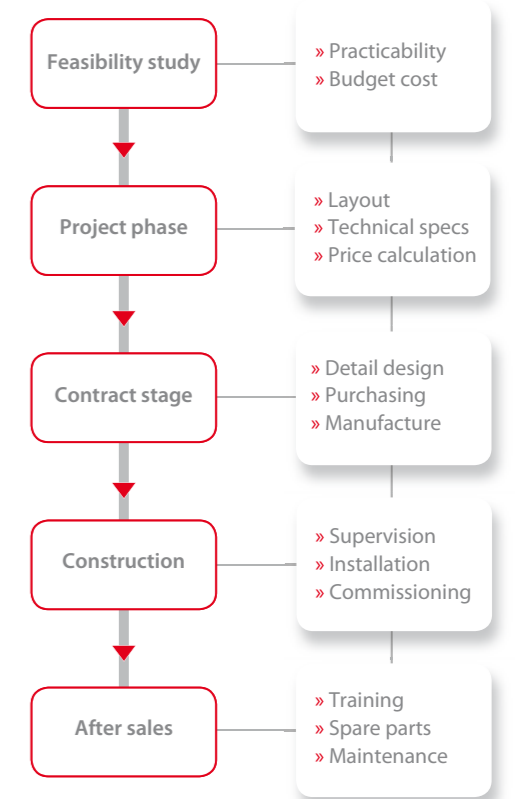 Feasibility study
» Practicability
» Budget cost
Project phase
» Layout
» Technical specs
» Price calculation
Contract stage
» Detail design
» Purchasing
» Manufacture
Construction
» Supervision
» Installation
» Commissioning
After sales
» Training
» Spare parts
» Maintenance